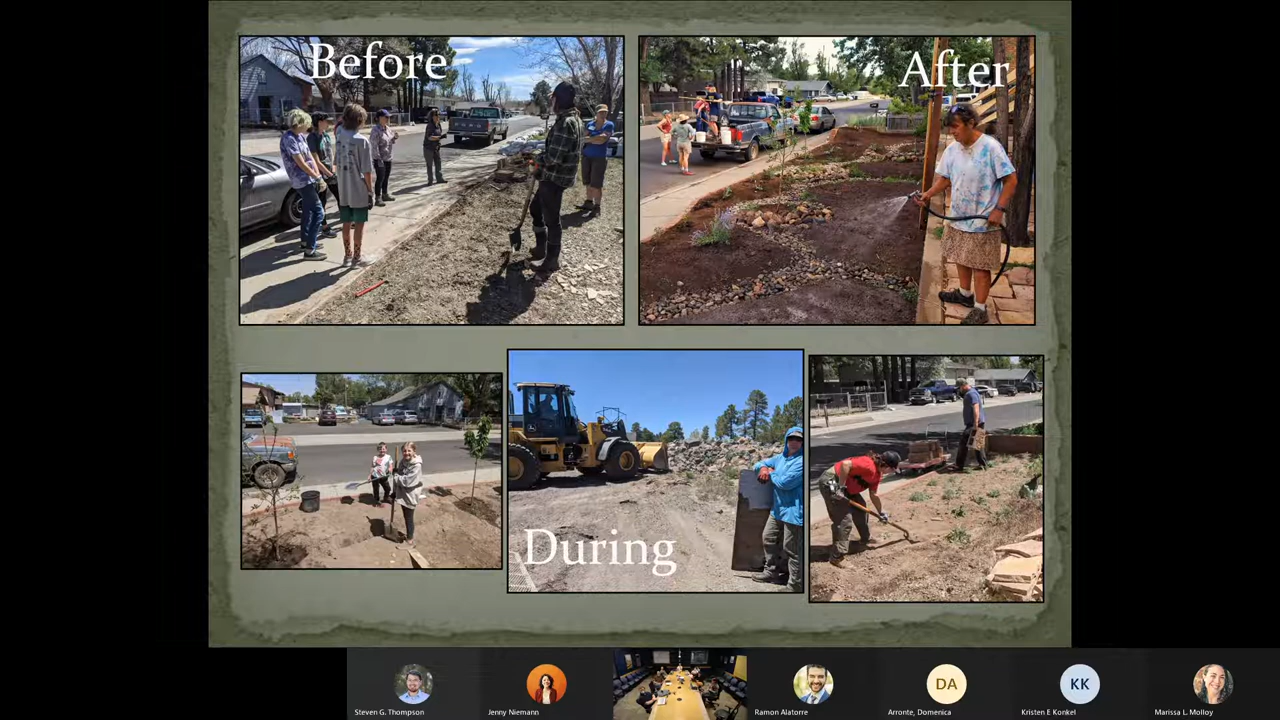 Before
After
During
DA
KK
Steven G. Thompson
Jenny Niemann
Ramon Alatorre
Arronte, Domenica
Kristen E Konkel
Marissa L. Molloy